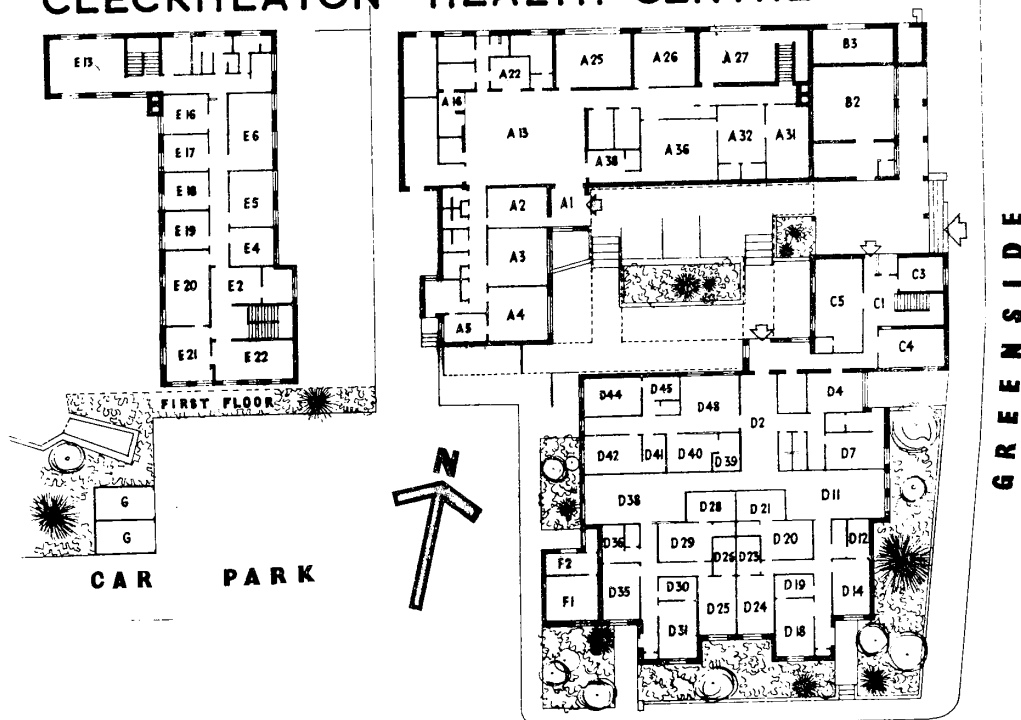 CLECKHEATON HEALTH CENTRE
E13
E16
E6
E17
E18
E5
E19
E4
E20
E2
E21
E22
FIRST FLOOR
G
G
CAR PARK
N
A22
A25
A26
A27
B3
A16
B2
A13
A32
A31
A38
A36
A2
A1
A3
A4
A5
C3
C5
C1
C4
D44
D45
D48
D4
D2
D42
D41
D40
D39
D7
D38
D28
D21
D11
D36
D29
D26
D23
D20
D12
F2
D30
D19
D35
D25
D24
D14
F1
D31
D18
GREENSIDE